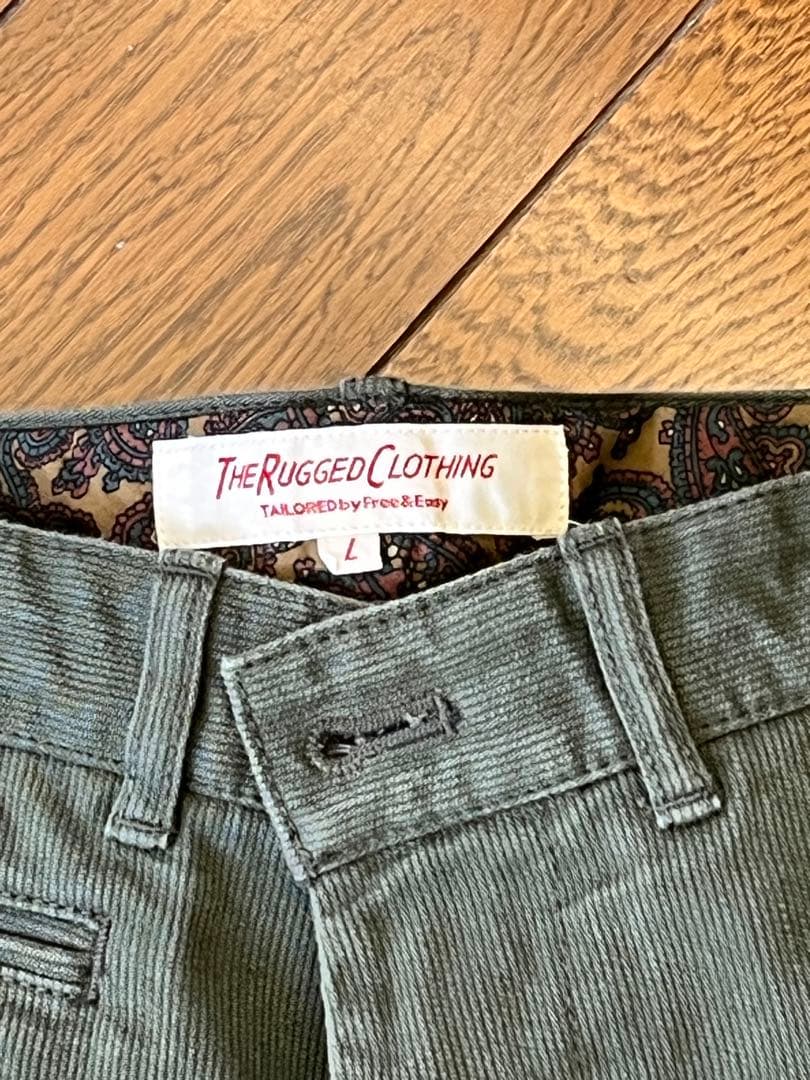 THE RUGGED CLOTHING
TAILORED by Free & Easy
L